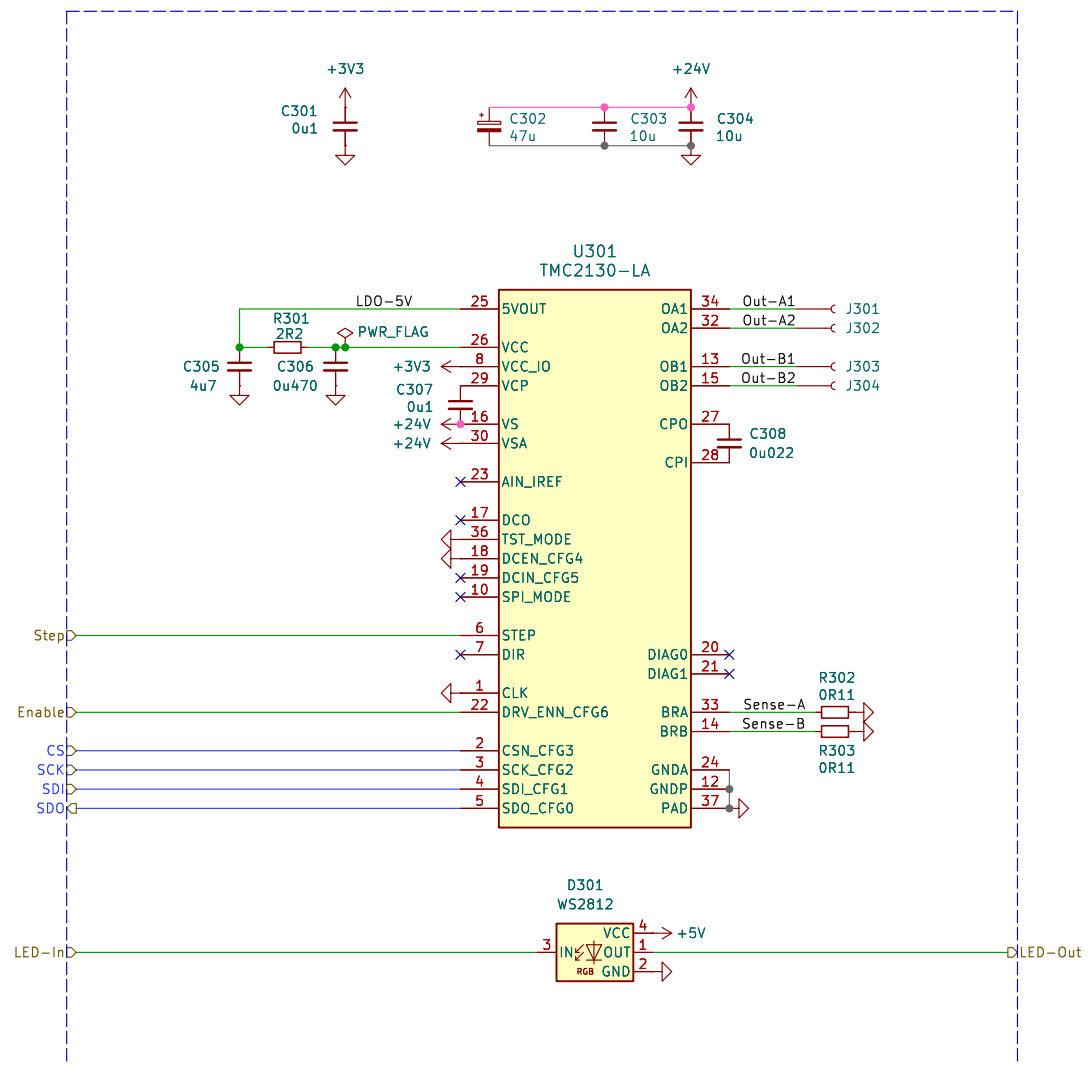 +3V3
C301
0u1
+24V
+
C302
47u
C303
10u
C304
10u
U301
TMC2130-LA
LDO-5V
R301
2R2
PWR_FLAG
C305
4u7
C306
0u470
+3V3
C307
0u1
+24V
+24V
25 5VOUT
26 VCC
8 VCC_IO
29 VCP
16 VS
30 VSA
23 AIN_IREF
17 DCO
36 TST_MODE
18 DCEN_CFG4
19 DCIN_CFG5
10 SPI_MODE
Step 6 STEP
7 DIR
1 CLK
Enable 22 DRV_ENN_CFG6
CS 2 CSN_CFG3
SCK 3 SCK_CFG2
SDI 4 SDI_CFG1
SDO 5 SDO_CFG0
OA1 34 Out-A1 J301
OA2 32 Out-A2 J302
OB1 13 Out-B1 J303
OB2 15 Out-B2 J304
CPO 27
C308
0u022
CPI 28
DIAG0 20
DIAG1 21
R302
0R11
BRA 33 Sense-A
BRB 14 Sense-B
R303
0R11
GNDA 24
GNDP 12
PAD 37
D301
WS2812
VCC 4 +5V
LED-In 3 IN OUT 1 LED-Out
RGB GND 2